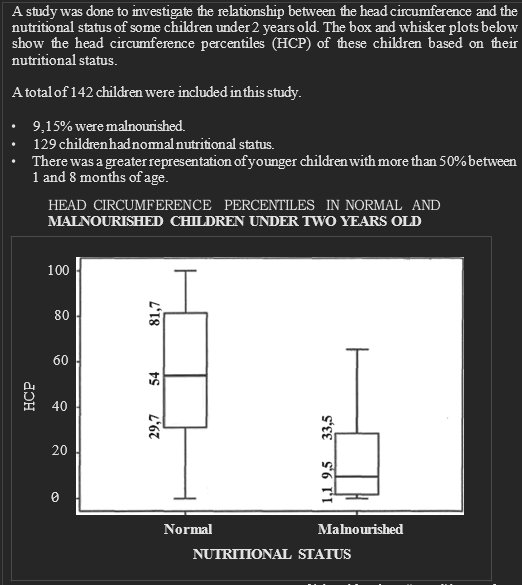 A study was done to investigate the relationship between the head circumference and the
nutritional status of some children under 2 years old. The box and whisker plots below
show the head circumference percentiles (HCP) of these children based on their
nutritional status.
A total of 142 children were included in this study.
• 9,15% were malnourished.
• 129 children had normal nutritional status.
• There was a greater representation of younger children with more than 50% between
1 and 8 months of age.
HEAD CIRCUMFERENCE PERCENTILES IN NORMAL AND
MALNOURISHED CHILDREN UNDER TWO YEARS OLD
100
80
60
40
20
0
HCP
81,7
54
29,7
33,5
9,5
1,1
Normal
Malnourished
NUTRITIONAL STATUS